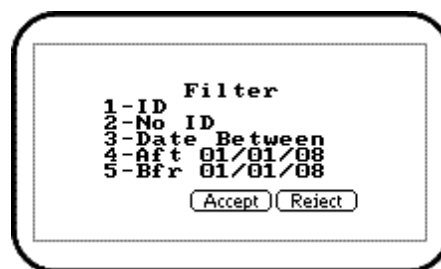 Filter
1-ID
2-No ID
3-Date Between
4-Aft 01/01/08
5-Bfr 01/01/08
Accept Reject